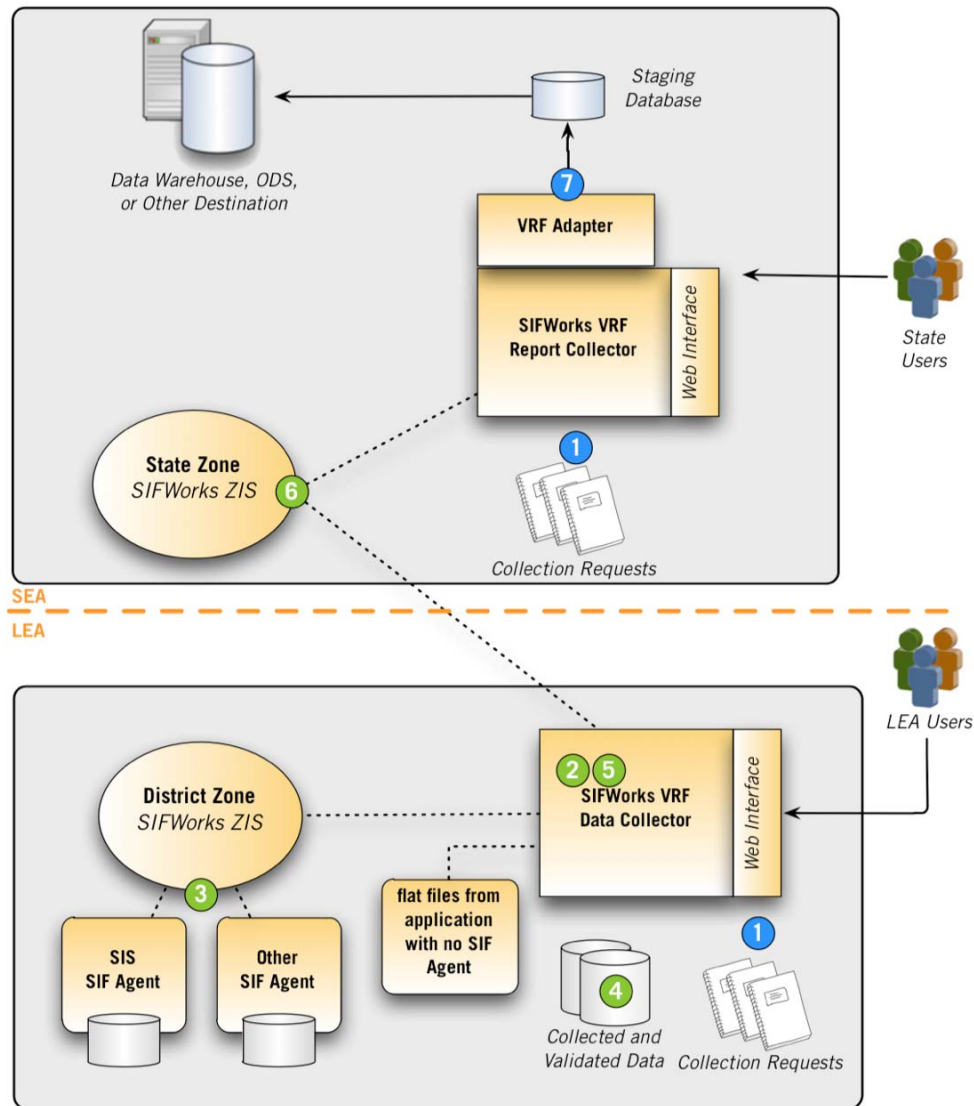 Staging
Database
Data Warehouse, ODS,
or Other Destination
7
VRF Adapter
SIFWorks VRF
Report Collector
Web Interface
State
Users
1
State Zone
SIFWorks ZIS
6
Collection Requests
SEA
LEA
LEA Users
2 5
SIFWorks VRF
Data Collector
Web Interface
District Zone
SIFWorks ZIS
3
flat files from
application
with no SIF
Agent
SIS
SIF Agent
Other
SIF Agent
1
4
Collected and
Validated Data
Collection Requests